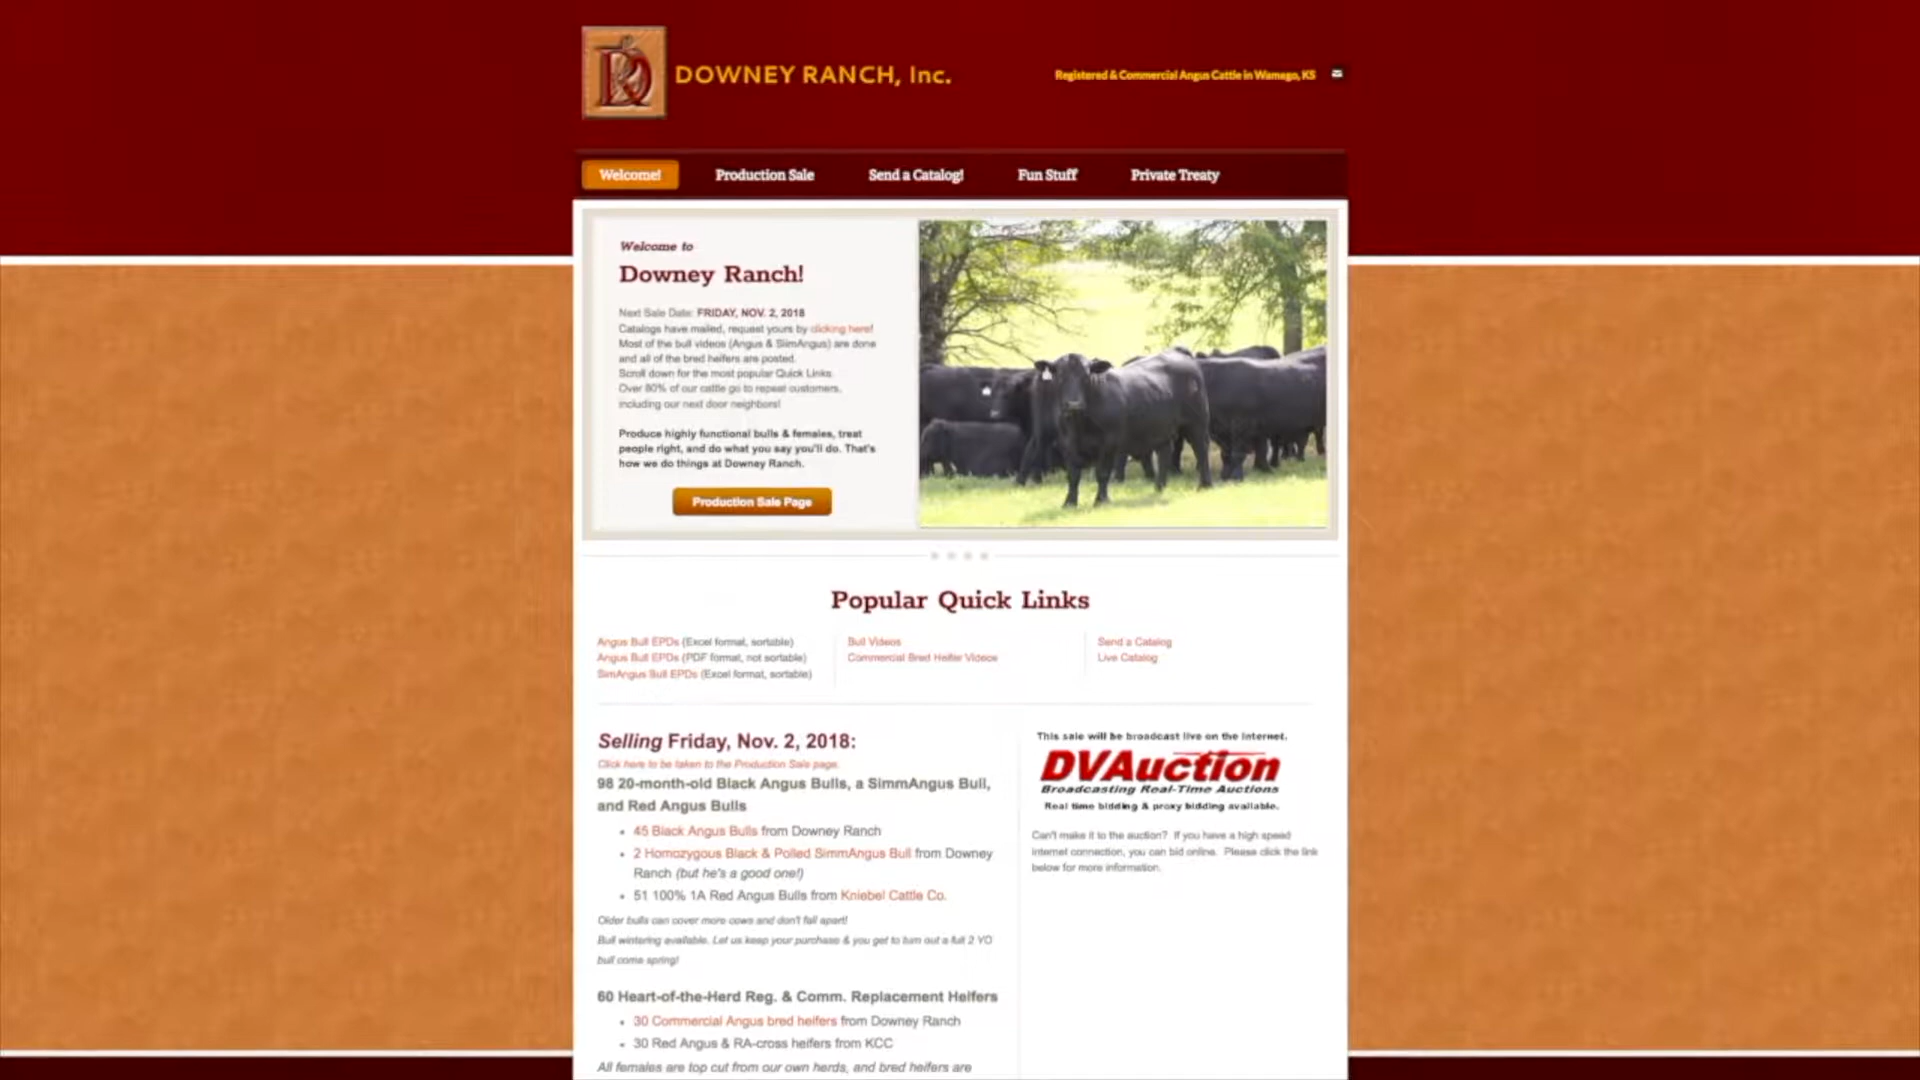 DOWNEY RANCH, Inc.
Registered & Commercial Angus Cattle in Wamego, KS
Welcome! Production Sale Send a Catalog! Fun Stuff Private Treaty
Welcome to
Downey Ranch!
Next Sale Date: FRIDAY, NOV. 2, 2018
Catalogs have mailed, request yours by clicking here!
Most of the bull videos (Angus & SimAngus) are done
and all of the bred heifers are posted.
Scroll down for the most popular Quick Links.
Over 80% of our cattle go to repeat customers,
including our next door neighbors!
Produce highly functional bulls & females, treat
people right, and do what you say you'll do. That's
how we do things at Downey Ranch.
Production Sale Page
Popular Quick Links
Angus Bull EPDs (Excel format, sortable)
Angus Bull EPDs (PDF format, not sortable)
SimAngus Bull EPDs (Excel format, sortable)
Bull Videos
Commercial Bred Heifer Videos
Send a Catalog
Live Catalog
Selling Friday, Nov. 2, 2018:
Click here to be taken to the Production Sale page.
98 20-month-old Black Angus Bulls, a SimmAngus Bull,
and Red Angus Bulls
• 45 Black Angus Bulls from Downey Ranch
• 2 Homozygous Black & Polled SimmAngus Bull from Downey
Ranch (but he's a good one!)
• 51 100% 1A Red Angus Bulls from Kniebel Cattle Co.
Older bulls can cover more cows and don't fall apart!
Bull wintering available. Let us keep your purchase & you get to turn out a full 2 YO
bull come spring!
60 Heart-of-the-Herd Reg. & Comm. Replacement Heifers
• 30 Commercial Angus bred heifers from Downey Ranch
• 30 Red Angus & RA-cross heifers from KCC
All females are top cut from our own herds, and bred heifers are
This sale will be broadcast live on the Internet.
DVAuction
Broadcasting Real-Time Auctions
Real time bidding & proxy bidding available.
Can't make it to the auction? If you have a high speed
internet connection, you can bid online. Please click the link
below for more information.